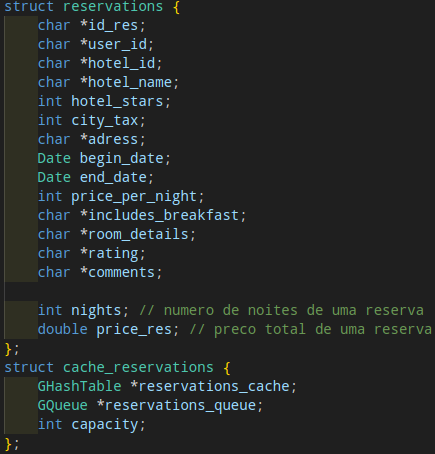 struct reservations {
    char *id_res;
    char *user_id;
    char *hotel_id;
    char *hotel_name;
    int hotel_stars;
    int city_tax;
    char *adress;
    Date begin_date;
    Date end_date;
    int price_per_night;
    char *includes_breakfast;
    char *room_details;
    char *rating;
    char *comments;

    int nights; // numero de noites de uma reserva
    double price_res; // preco total de uma reserva
};
struct cache_reservations {
    GHashTable *reservations_cache;
    GQueue *reservations_queue;
    int capacity;
};